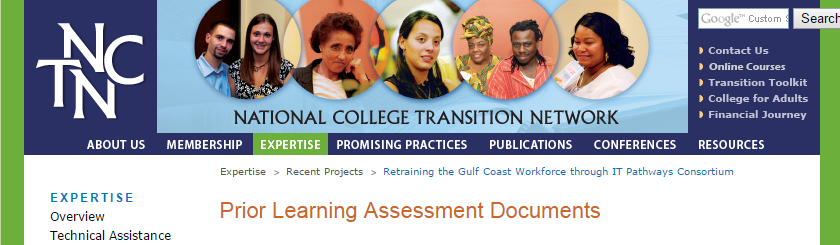 NCTN
Google™ Custom S
Search
Contact Us
Online Courses
Transition Toolkit
College for Adults
Financial Journey
NATIONAL COLLEGE TRANSITION NETWORK
ABOUT US MEMBERSHIP EXPERTISE PROMISING PRACTICES PUBLICATIONS CONFERENCES RESOURCES
Expertise > Recent Projects > Retraining the Gulf Coast Workforce through IT Pathways Consortium
EXPERTISE
Overview
Technical Assistance
Prior Learning Assessment Documents